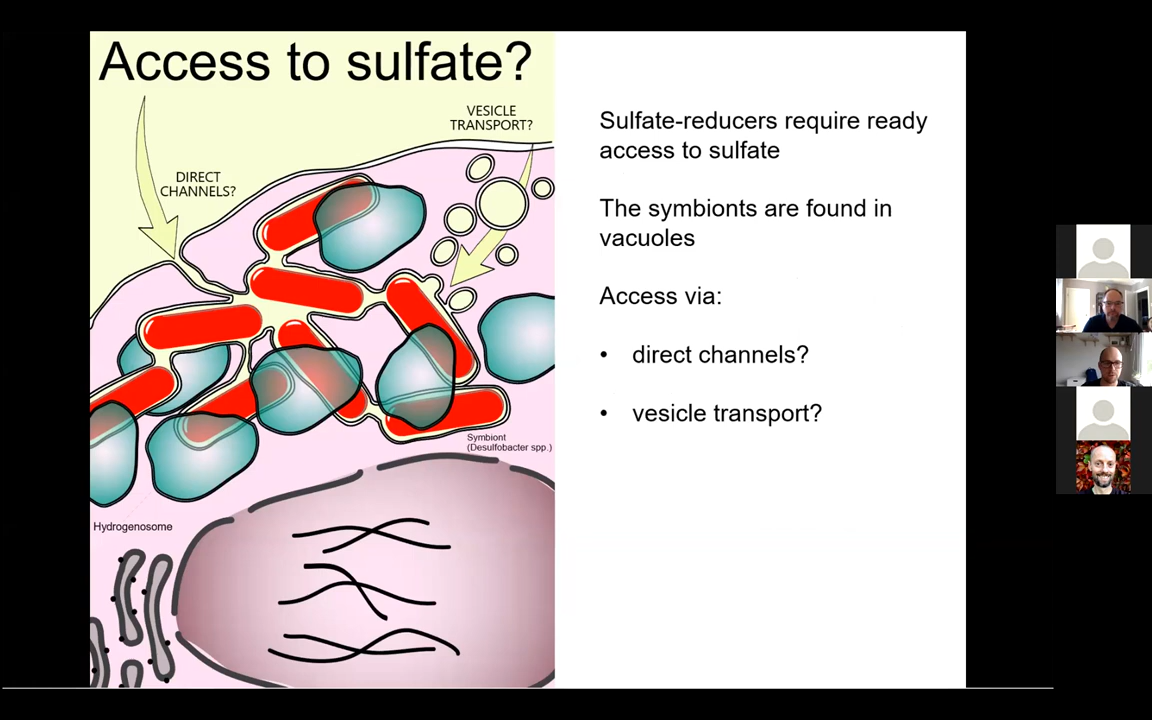 Access to sulfate?
VESICLE
TRANSPORT?
DIRECT
CHANNELS?
Symbiont
(Desulfobacter spp.)
Hydrogenosome
Sulfate-reducers require ready
access to sulfate
The symbionts are found in
vacuoles
Access via:
• direct channels?
• vesicle transport?